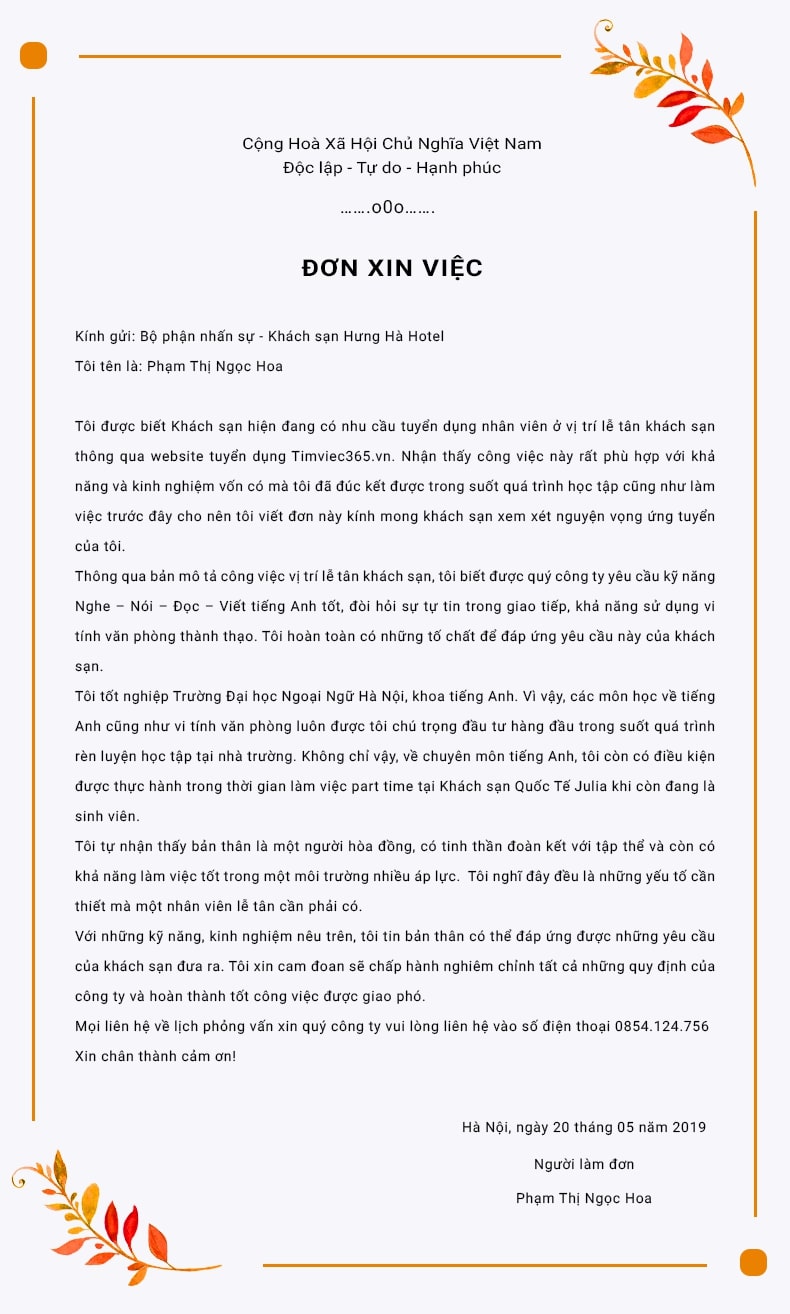 Cộng Hoà Xã Hội Chủ Nghĩa Việt Nam
Độc lập - Tự do - Hạnh phúc
…….o0o…….
ĐƠN XIN VIỆC
Kính gửi: Bộ phận nhấn sự - Khách sạn Hưng Hà Hotel
Tôi tên là: Phạm Thị Ngọc Hoa
Tôi được biết Khách sạn hiện đang có nhu cầu tuyển dụng nhân viên ở vị trí lễ tân khách sạn
thông qua website tuyển dụng Timviec365.vn. Nhận thấy công việc này rất phù hợp với khả
năng và kinh nghiệm vốn có mà tôi đã đúc kết được trong suốt quá trình học tập cũng như làm
việc trước đây cho nên tôi viết đơn này kính mong khách sạn xem xét nguyện vọng ứng tuyển
của tôi.
Thông qua bản mô tả công việc vị trí lễ tân khách sạn, tôi biết được quý công ty yêu cầu kỹ năng
Nghe – Nói – Đọc – Viết tiếng Anh tốt, đòi hỏi sự tự tin trong giao tiếp, khả năng sử dụng vi
tính văn phòng thành thạo. Tôi hoàn toàn có những tố chất để đáp ứng yêu cầu này của khách
sạn.
Tôi tốt nghiệp Trường Đại học Ngoại Ngữ Hà Nội, khoa tiếng Anh. Vì vậy, các môn học về tiếng
Anh cũng như vi tính văn phòng luôn được tôi chú trọng đầu tư hàng đầu trong suốt quá trình
rèn luyện học tập tại nhà trường. Không chỉ vậy, về chuyên môn tiếng Anh, tôi còn có điều kiện
được thực hành trong thời gian làm việc part time tại Khách sạn Quốc Tế Julia khi còn đang là
sinh viên.
Tôi tự nhận thấy bản thân là một người hòa đồng, có tinh thần đoàn kết với tập thể và còn có
khả năng làm việc tốt trong một môi trường nhiều áp lực. Tôi nghĩ đây đều là những yếu tố cần
thiết mà một nhân viên lễ tân cần phải có.
Với những kỹ năng, kinh nghiệm nêu trên, tôi tin bản thân có thể đáp ứng được những yêu cầu
của khách sạn đưa ra. Tôi xin cam đoan sẽ chấp hành nghiêm chỉnh tất cả những quy định của
công ty và hoàn thành tốt công việc được giao phó.
Mọi liên hệ về lịch phỏng vấn xin quý công ty vui lòng liên hệ vào số điện thoại 0854.124.756
Xin chân thành cảm ơn!
Hà Nội, ngày 20 tháng 05 năm 2019
Người làm đơn
Phạm Thị Ngọc Hoa